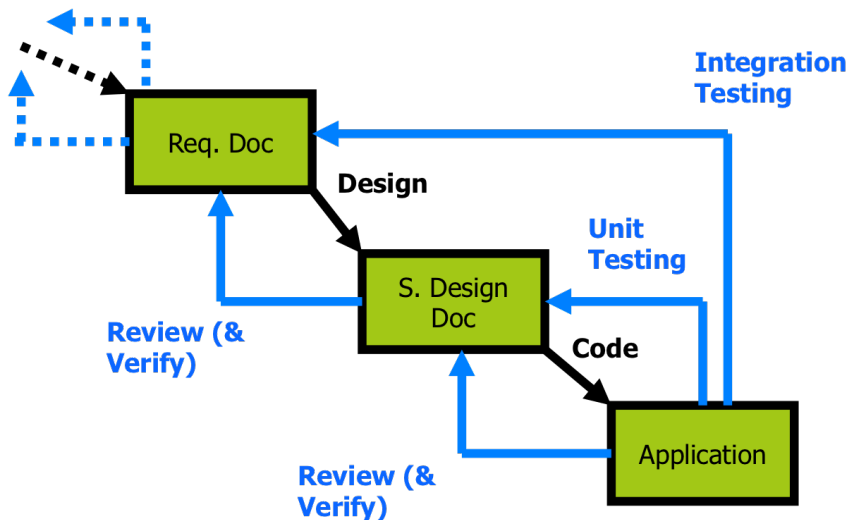 Integration
Testing
Req. Doc
Design
Unit
Testing
S. Design
Doc
Review (&
Verify)
Code
Application
Review (&
Verify)